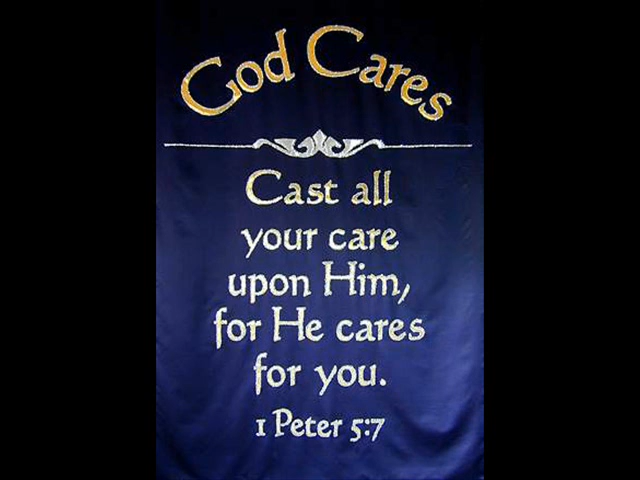 God Cares
Cast all
your care
upon Him,
for He cares
for you.
1 Peter 5:7